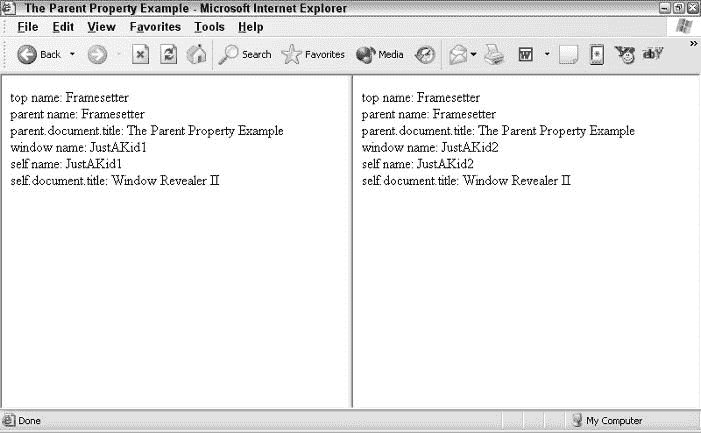 The Parent Property Example - Microsoft Internet Explorer
File Edit View Favorites Tools Help
Back Search Favorites Media W ebY »
top name: Framesetter
parent name: Framesetter
parent.document.title: The Parent Property Example
window name: JustAKid1
self name: JustAKid1
self.document.title: Window Revealer II
top name: Framesetter
parent name: Framesetter
parent.document.title: The Parent Property Example
window name: JustAKid2
self name: JustAKid2
self.document.title: Window Revealer II
Done My Computer